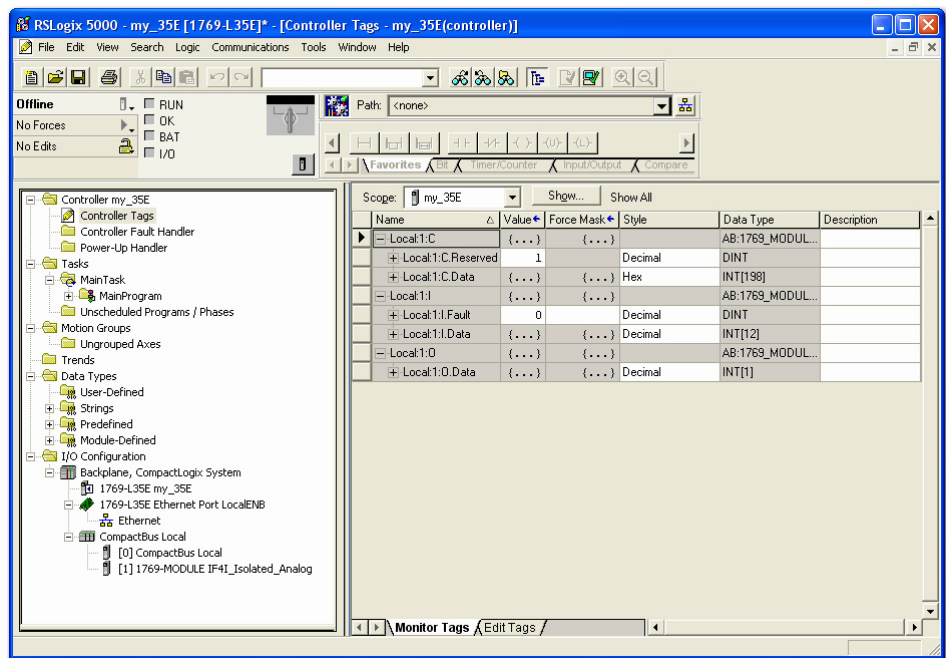 RSLogix 5000 - my_35E [1769-L35E]* - [Controller Tags - my_35E(controller)]
File Edit View Search Logic Communications Tools Window Help
Offline
RUN
No Forces
OK
No Edits
BAT
I/O
Path: <none>
Favorites Bit Timer/Counter Input/Output Compare
Controller my_35E
Controller Tags
Controller Fault Handler
Power-Up Handler
Tasks
MainTask
MainProgram
Unscheduled Programs / Phases
Motion Groups
Ungrouped Axes
Trends
Data Types
User-Defined
Strings
Predefined
Module-Defined
I/O Configuration
Backplane, CompactLogix System
1769-L35E my_35E
1769-L35E Ethernet Port LocalENB
Ethernet
CompactBus Local
[0] CompactBus Local
[1] 1769-MODULE IF4I_Isolated_Analog
Scope: my_35E Show... Show All
Name Value Force Mask Style Data Type Description
Local:1:C {...} {...} AB:1769_MODUL...
Local:1:C.Reserved 1 Decimal DINT
Local:1:C.Data {...} {...} Hex INT[198]
Local:1:I {...} {...} AB:1769_MODUL...
Local:1:I.Fault 0 Decimal DINT
Local:1:I.Data {...} {...} Decimal INT[12]
Local:1:O {...} {...} AB:1769_MODUL...
Local:1:O.Data {...} {...} Decimal INT[1]
Monitor Tags Edit Tags